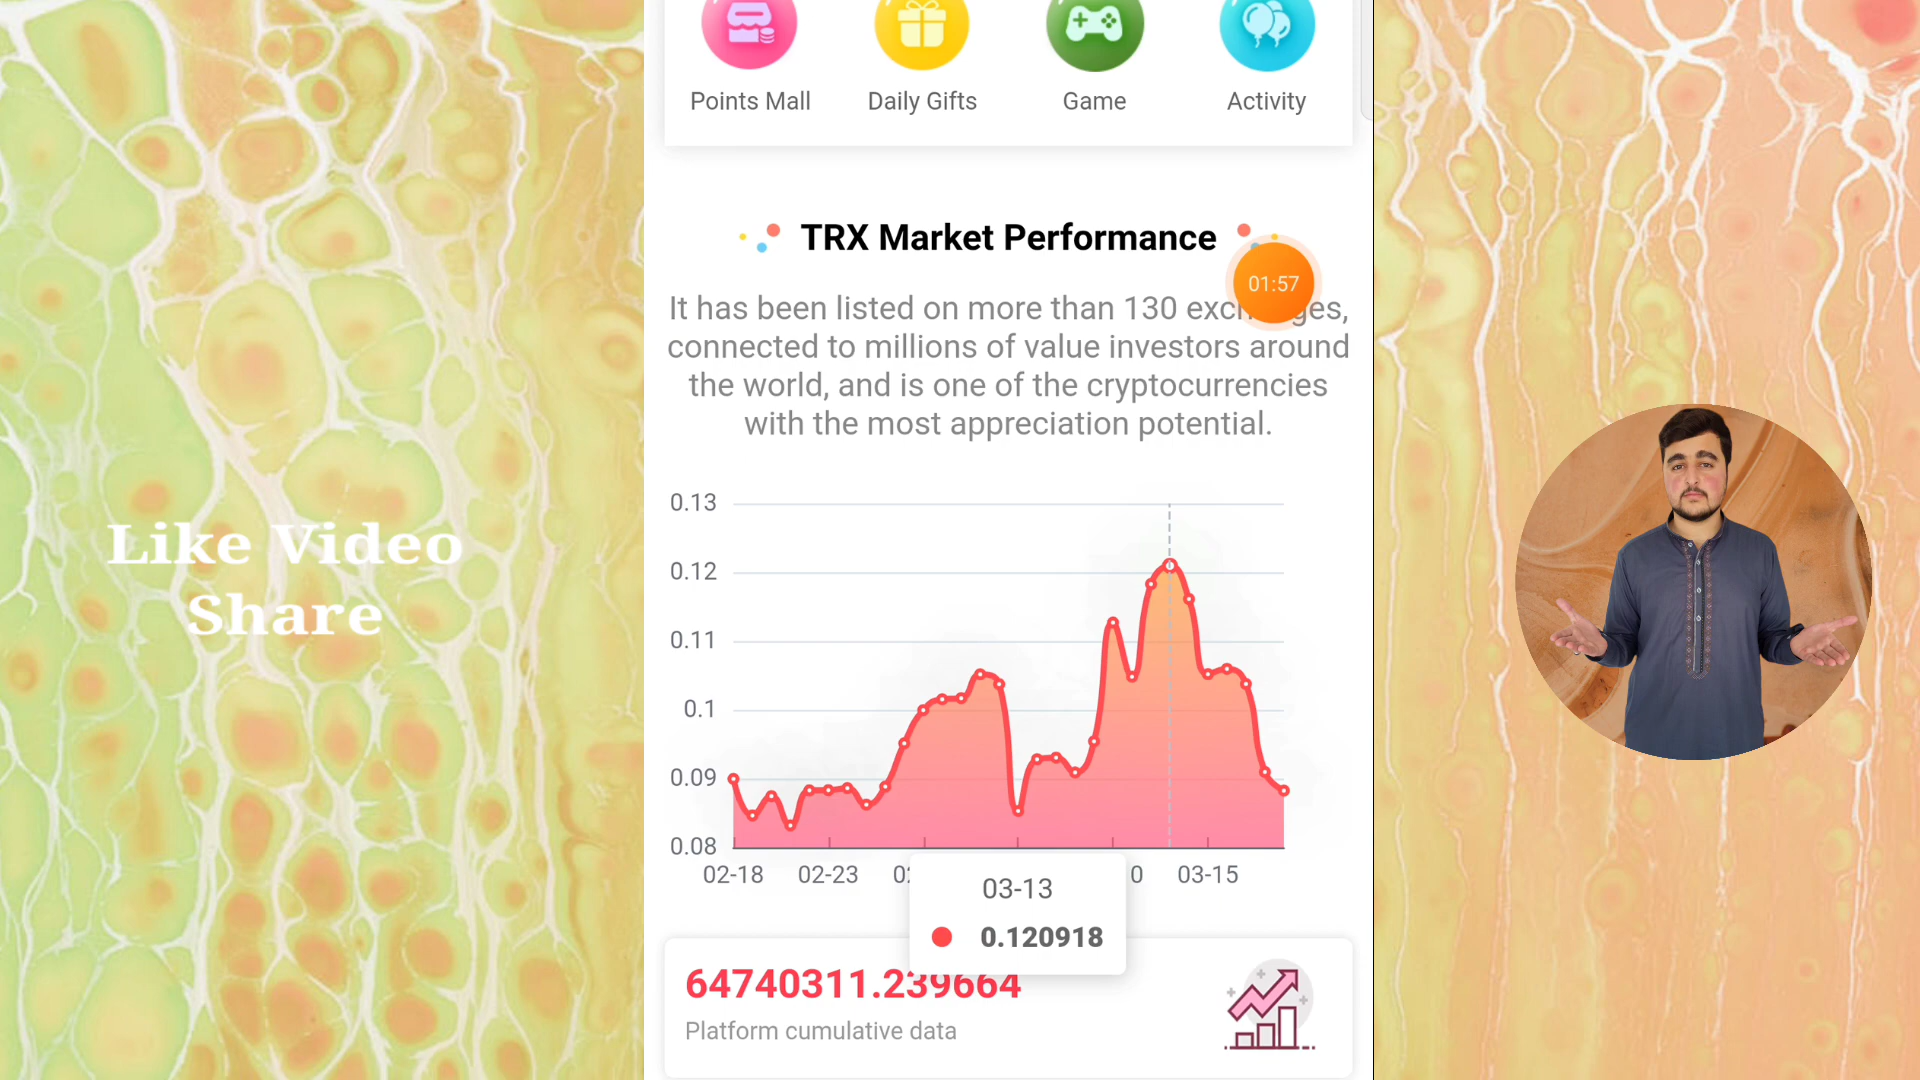 Points Mall
Daily Gifts
Game
Activity
TRX Market Performance
01:57
It has been listed on more than 130
connected to millions of value investors around
the world, and is one of the cryptocurrencies
with the most appreciation potential.
Like Video
Share
0.13
0.12
0.11
0.1
0.09
0.08
02-18
02-23
03-15
03-13
0.120918
64740311.239664
Platform cumulative data